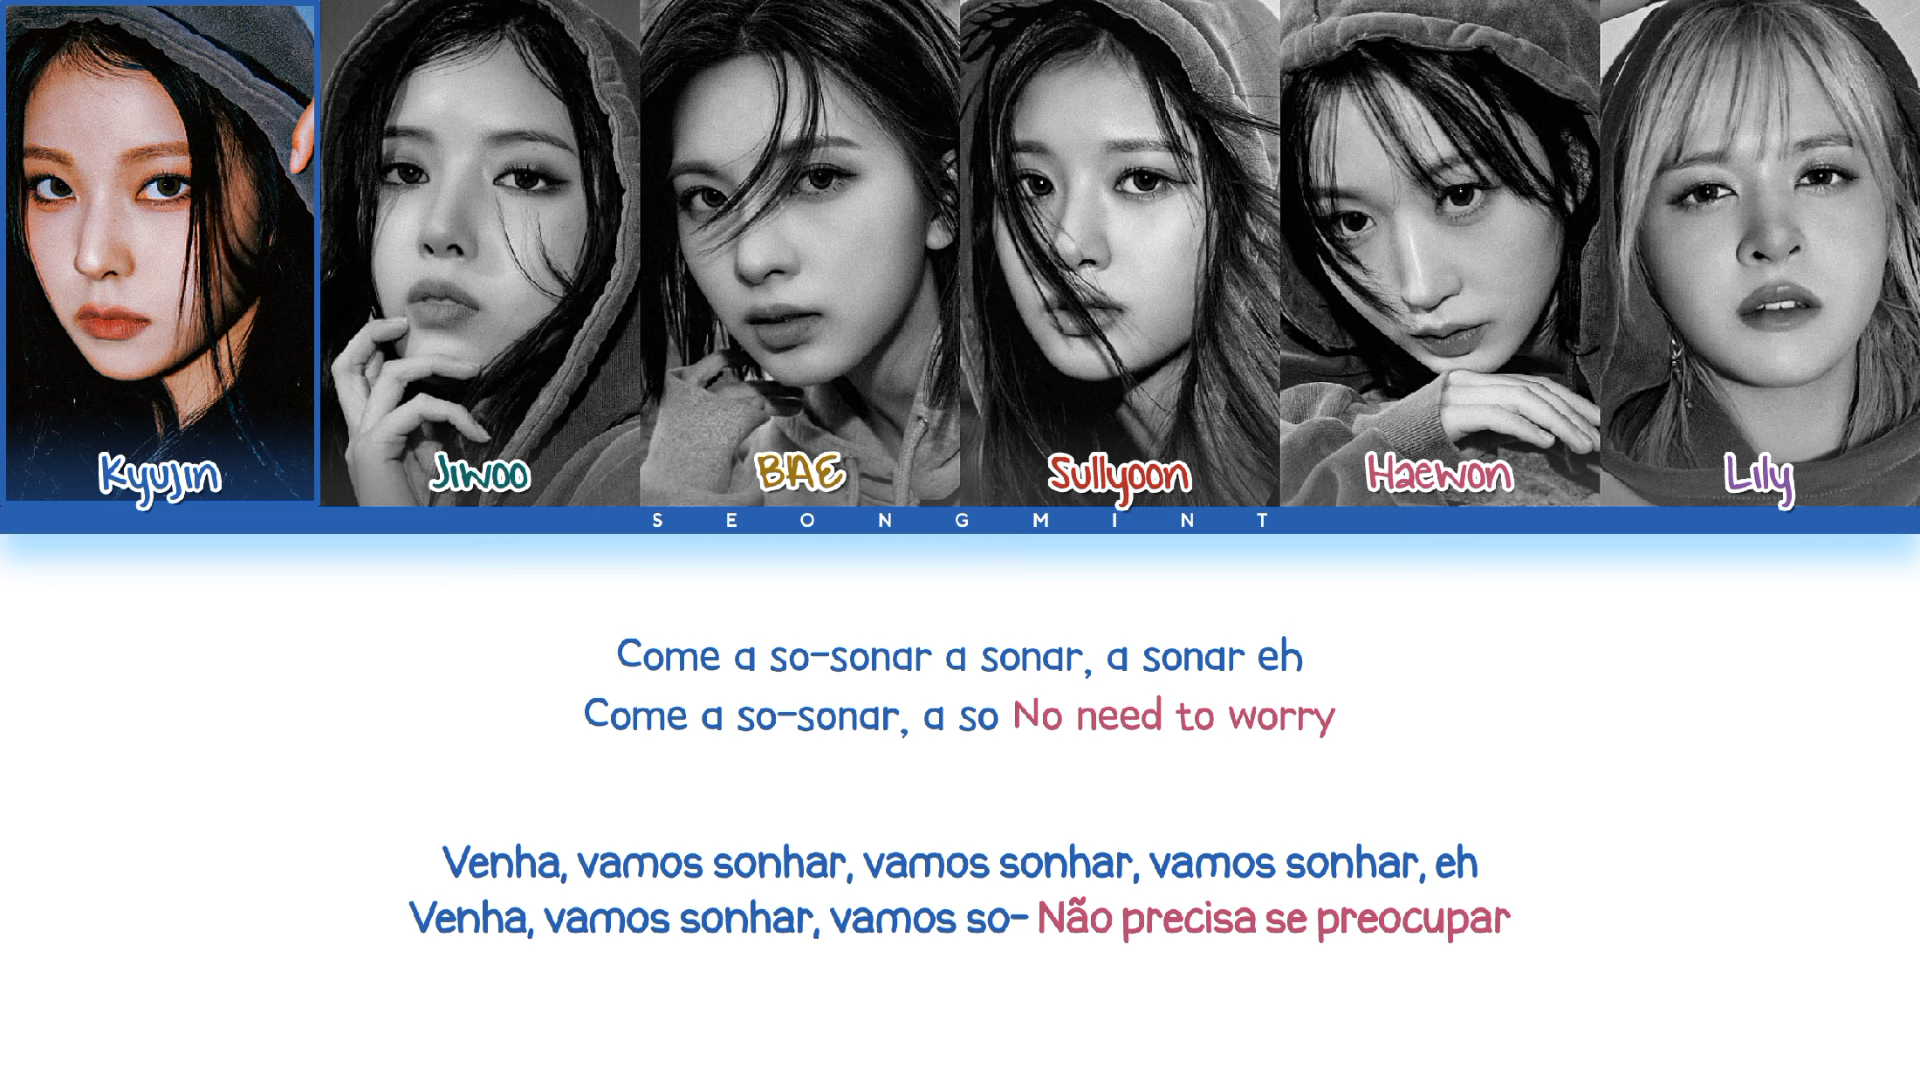 Kyujin Jiwoo BAE Sullyoon Haewon Lily
SEONGMINT
Come a so-sonar a sonar, a sonar eh
Come a so-sonar, a so No need to worry
Venha, vamos sonhar, vamos sonhar, vamos sonhar, eh
Venha, vamos sonhar, vamos so- Não precisa se preocupar